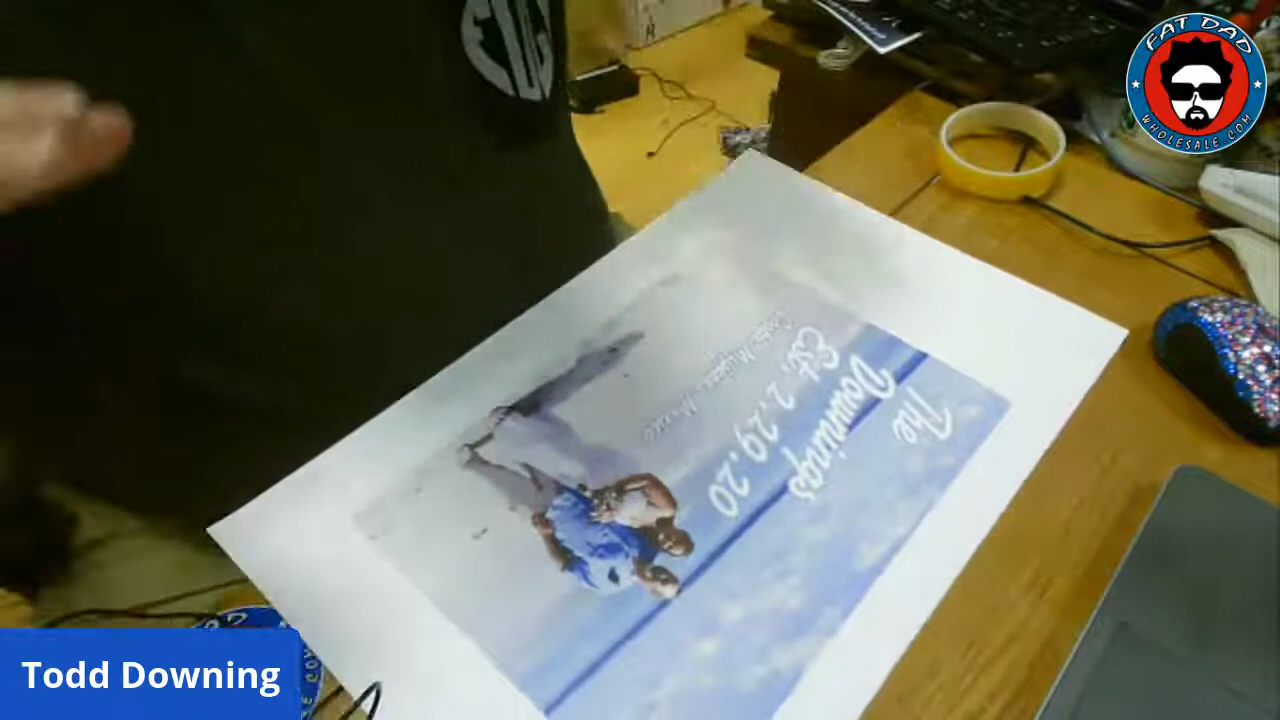 FAT DAD
WHOLESALE.COM
The
Downings
Est. 2.29.20
Todd Downing